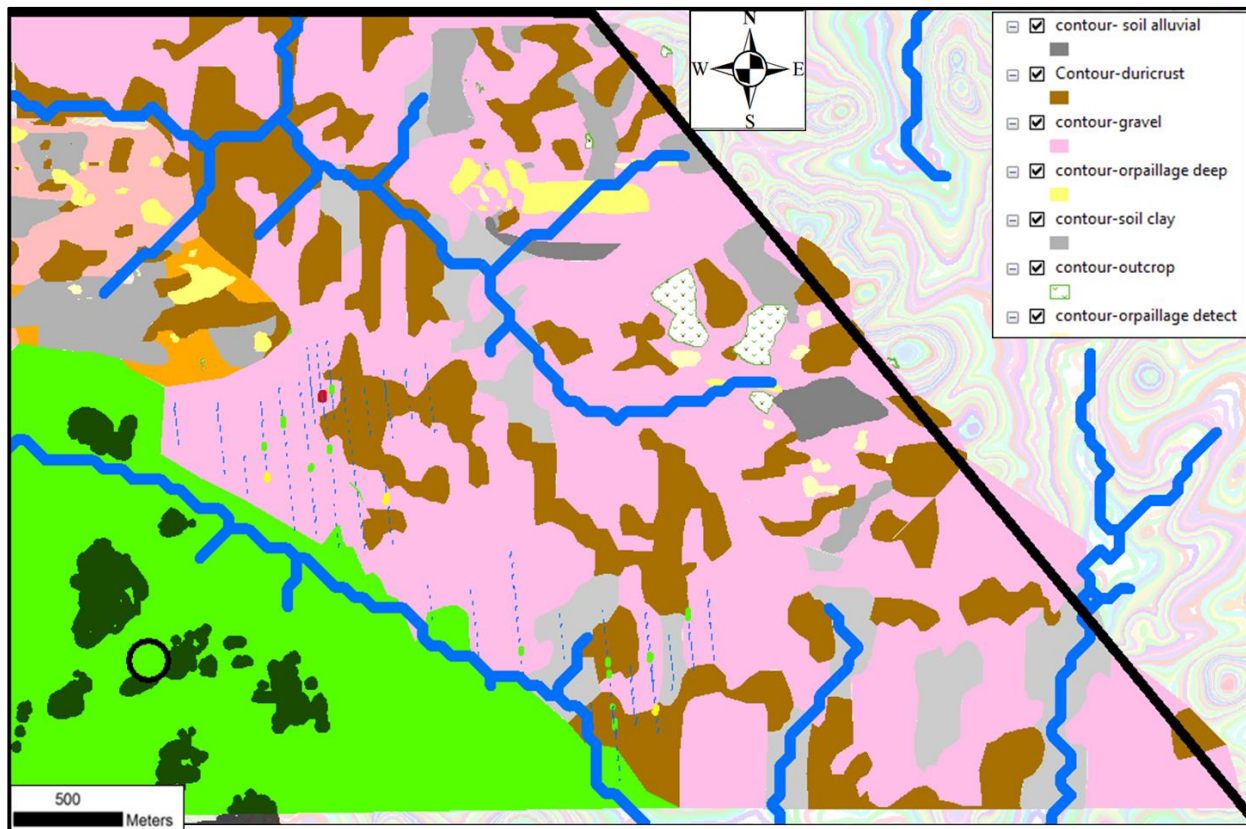 N
W E
S
contour- soil alluvial
Contour-duricrust
contour-gravel
contour-orpaillage deep
contour-soil clay
contour-outcrop
contour-orpaillage detect
500
Meters